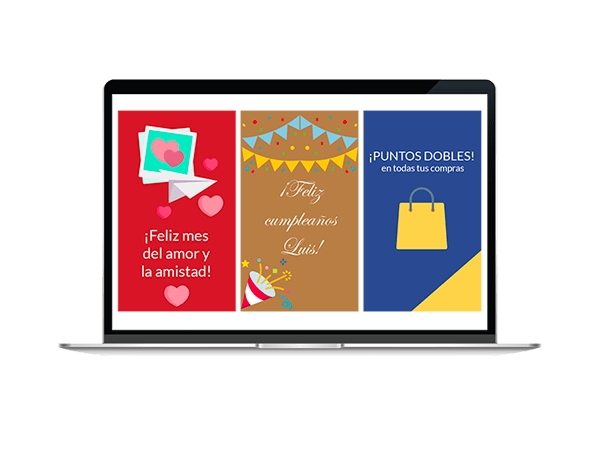 ¡Feliz mes
del amor y
la amistad!
¡Feliz
cumpleaños
Luis!
¡PUNTOS DOBLES!
en todas tus compras